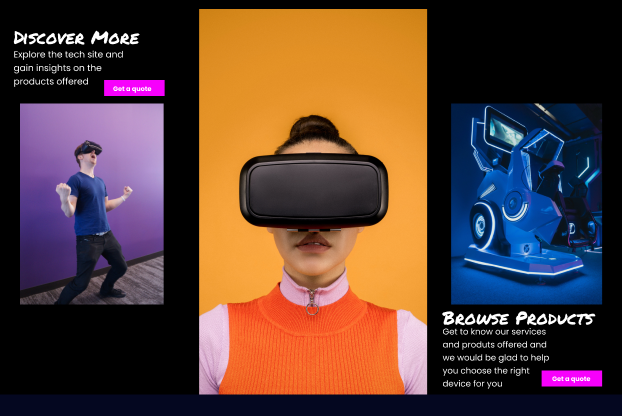 Discover More
Explore the tech site and
gain insights on the
products offered
Get a quote
Browse Products
Get to know our services
and produts offered and
we would be glad to help
you choose the right
device for you
Get a quote